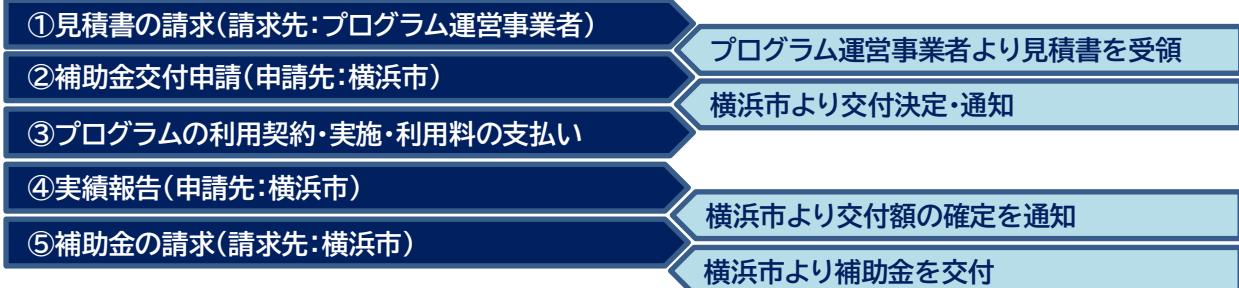 ①見積書の請求(請求先:プログラム運営事業者)
プログラム運営事業者より見積書を受領
②補助金交付申請(申請先:横浜市)
横浜市より交付決定・通知
③プログラムの利用契約・実施・利用料の支払い
④実績報告(申請先:横浜市)
横浜市より交付額の確定を通知
⑤補助金の請求(請求先:横浜市)
横浜市より補助金を交付